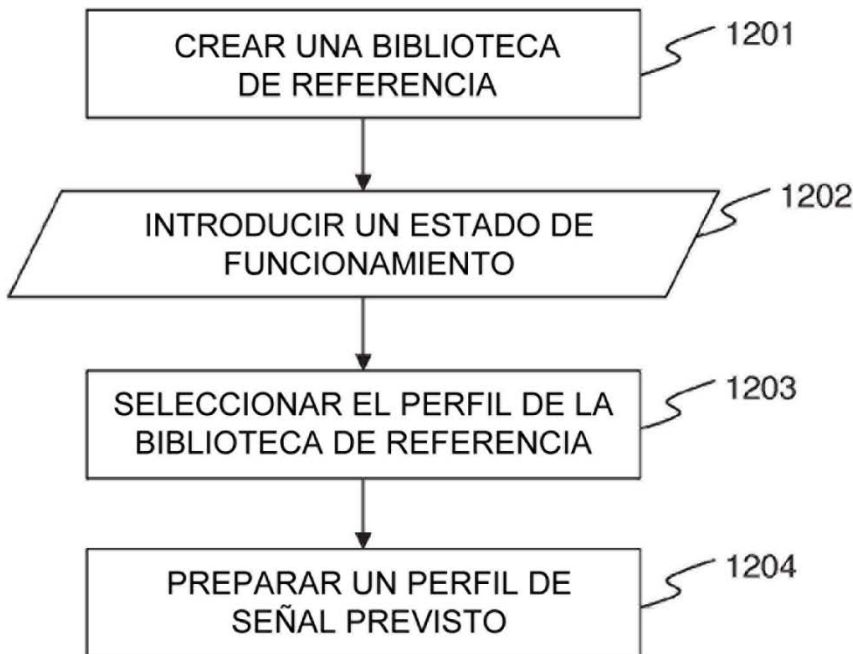 CREAR UNA BIBLIOTECA
DE REFERENCIA
1201
INTRODUCIR UN ESTADO DE
FUNCIONAMIENTO
1202
SELECCIONAR EL PERFIL DE LA
BIBLIOTECA DE REFERENCIA
1203
PREPARAR UN PERFIL DE
SEÑAL PREVISTO
1204